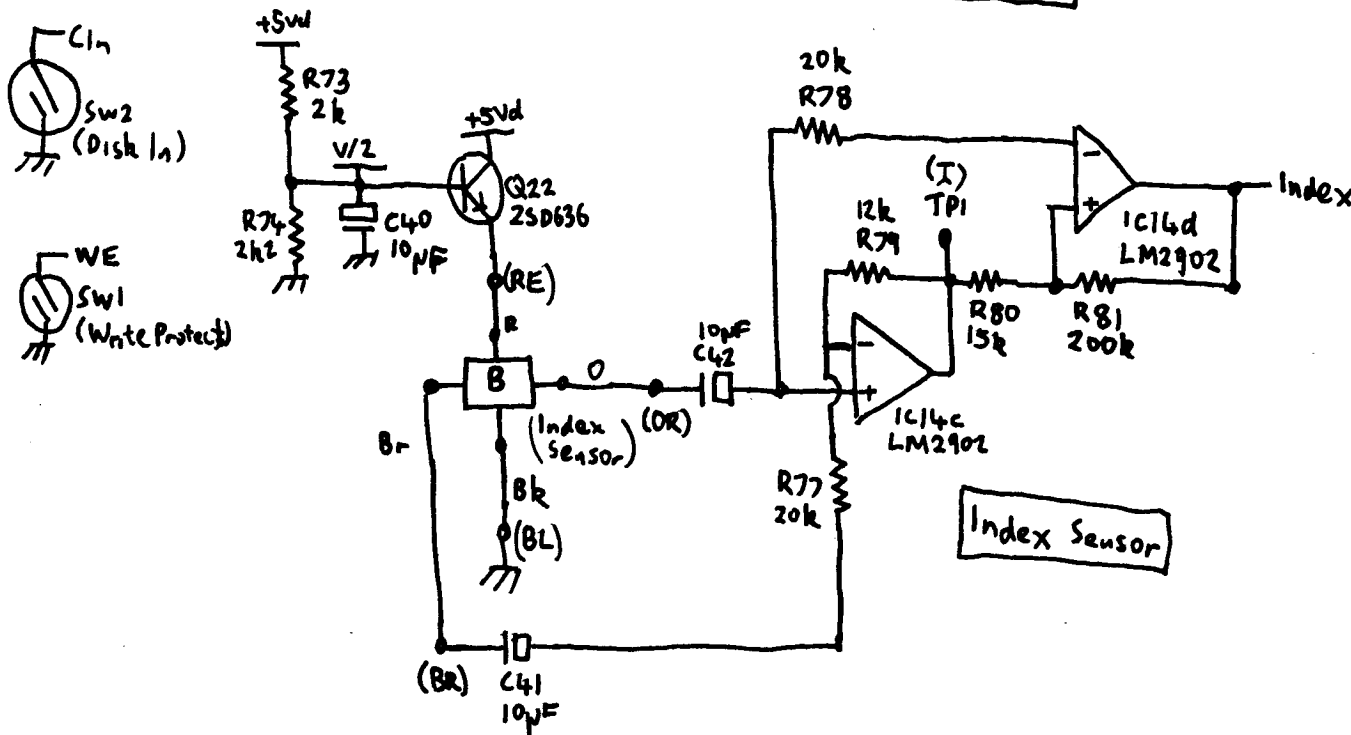 CIn
SW2
(Disk In)
WE
SW1
(Write Protect)
+5Vd
R73
2k
V/2
R74
2k2
C40
10µF
+5Vd
Q22
2SD636
(RE)
R
B
O
(OR)
(Index
Sensor)
Br
Bk
(BL)
(BR)
C41
10µF
10µF
C42
20k
R78
(I)
TP1
12k
R79
-
+
IC14c
LM2902
R77
20k
R80
15k
R81
200k
-
+
IC14d
LM2902
Index
Index Sensor